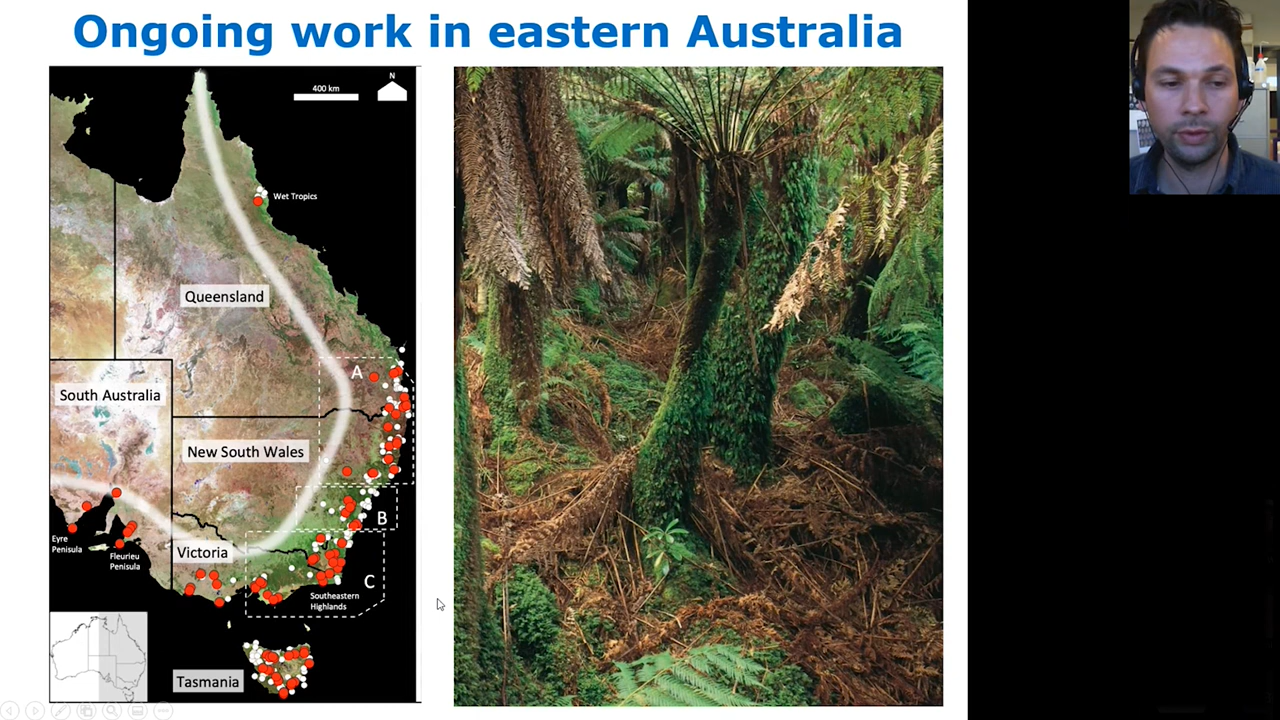 Ongoing work in eastern Australia
400 km
N
Wet Tropics
Queensland
A
South Australia
New South Wales
B
Eyre
Penisula
Fleurieu
Penisula
Victoria
C
Southeastern
Highlands
Tasmania